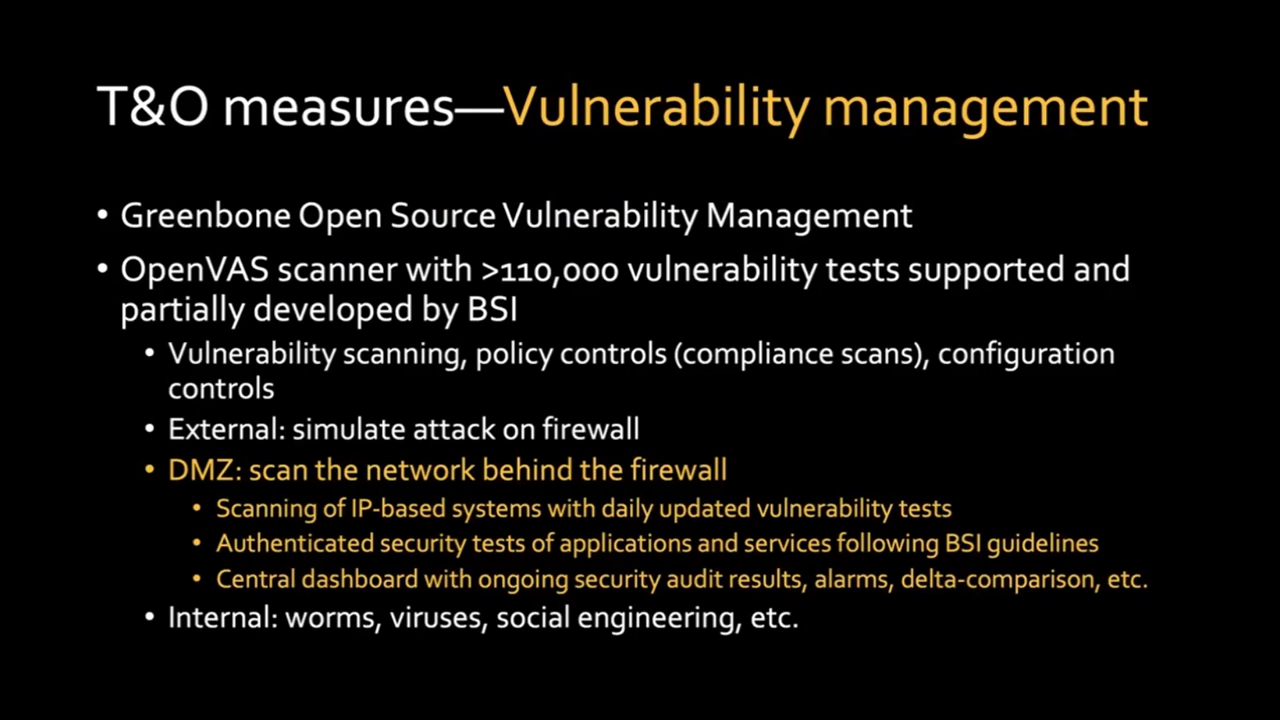 T&O measures—Vulnerability management
• Greenbone Open Source Vulnerability Management
• OpenVAS scanner with >110,000 vulnerability tests supported and
partially developed by BSI
• Vulnerability scanning, policy controls (compliance scans), configuration
controls
• External: simulate attack on firewall
• DMZ: scan the network behind the firewall
• Scanning of IP-based systems with daily updated vulnerability tests
• Authenticated security tests of applications and services following BSI guidelines
• Central dashboard with ongoing security audit results, alarms, delta-comparison, etc.
• Internal: worms, viruses, social engineering, etc.